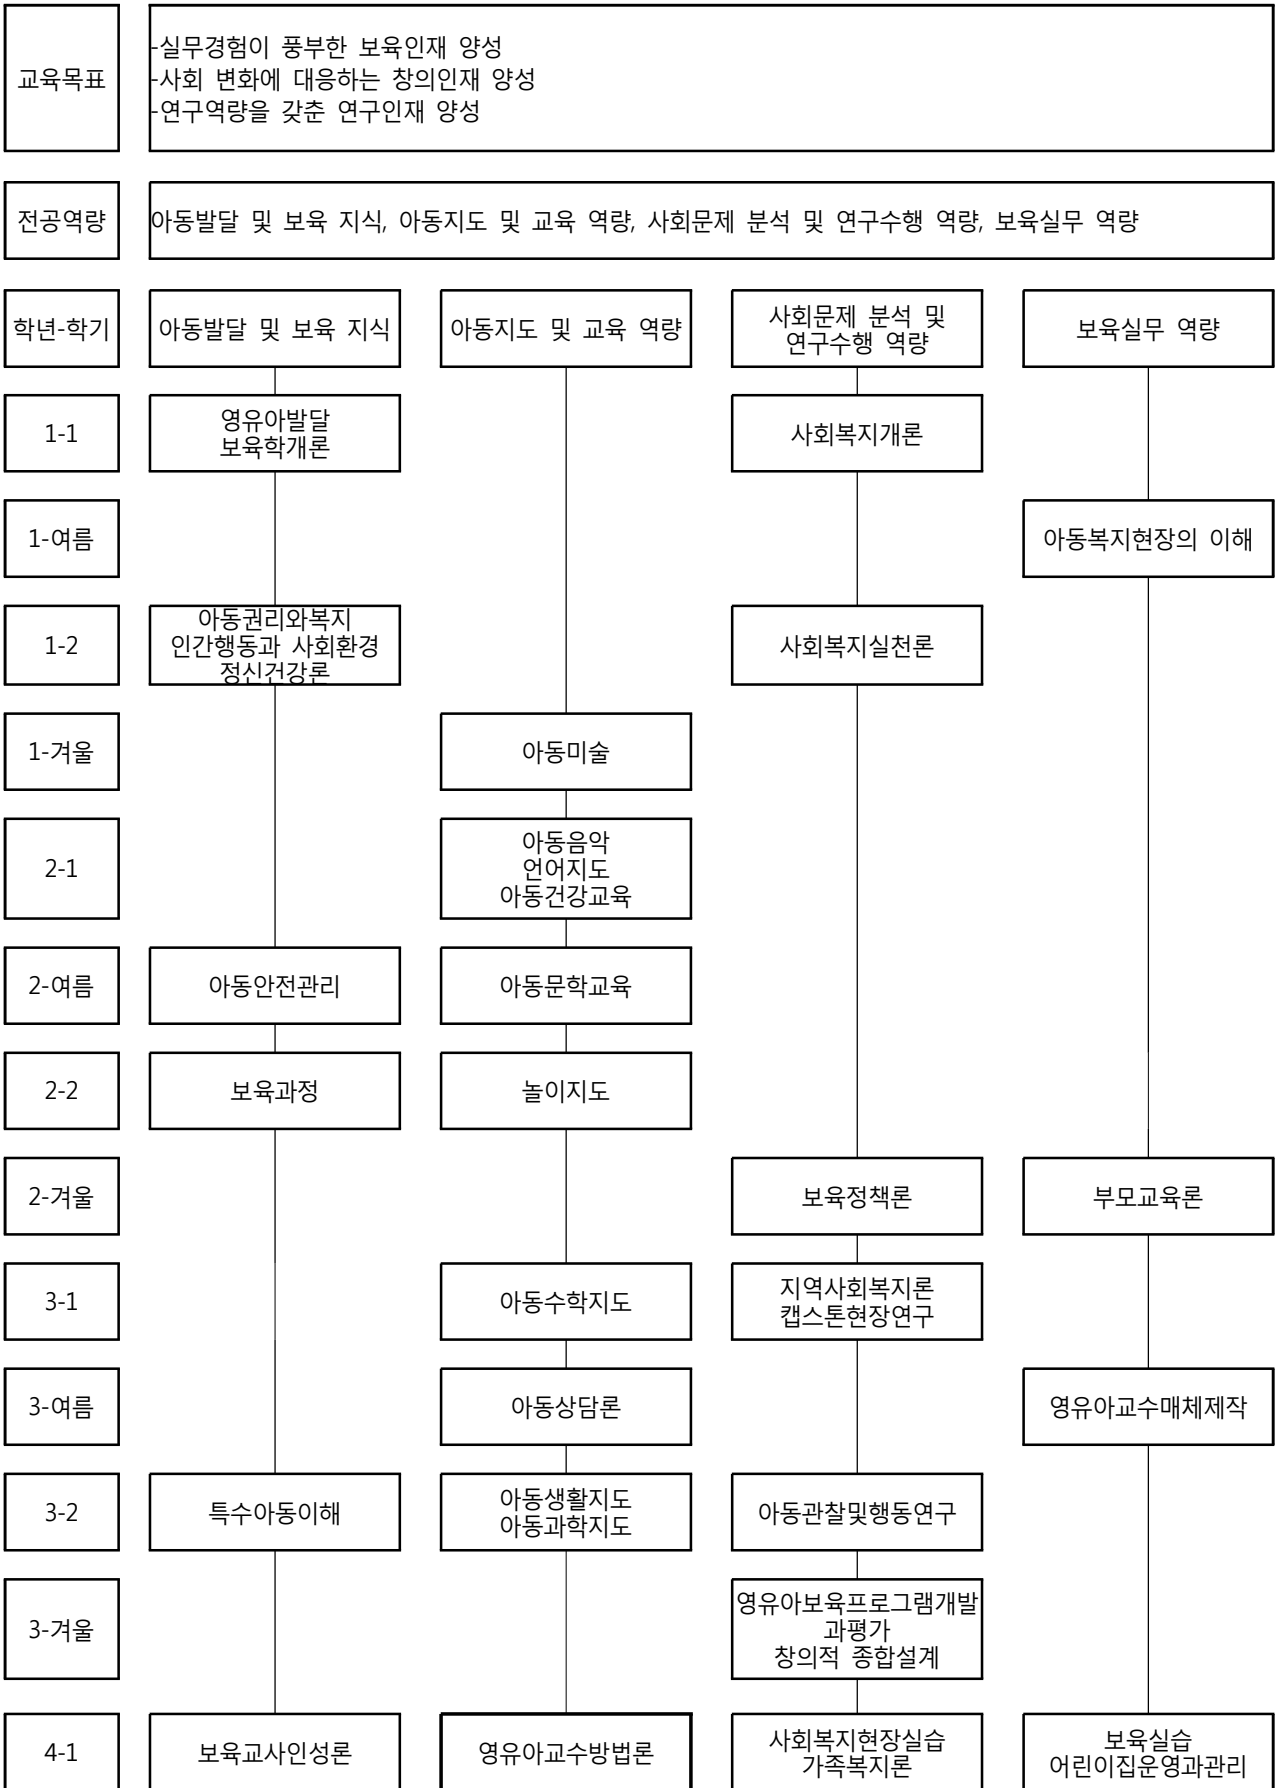 교육목표
-실무경험이 풍부한 보육인재 양성
-사회 변화에 대응하는 창의인재 양성
-연구역량을 갖춘 연구인재 양성
전공역량
아동발달 및 보육 지식, 아동지도 및 교육 역량, 사회문제 분석 및 연구수행 역량, 보육실무 역량
학년-학기
아동발달 및 보육 지식
아동지도 및 교육 역량
사회문제 분석 및
연구수행 역량
보육실무 역량
1-1
영유아발달
보육학개론
사회복지개론
1-여름
아동복지현장의 이해
1-2
아동권리와복지
인간행동과 사회환경
정신건강론
사회복지실천론
1-겨울
아동미술
2-1
아동음악
언어지도
아동건강교육
2-여름
아동안전관리
아동문학교육
2-2
보육과정
놀이지도
2-겨울
보육정책론
부모교육론
3-1
아동수학지도
지역사회복지론
캡스톤현장연구
3-여름
아동상담론
영유아교수매체제작
3-2
특수아동이해
아동생활지도
아동과학지도
아동관찰및행동연구
3-겨울
영유아보육프로그램개발
과평가
창의적 종합설계
4-1
보육교사인성론
영유아교수방법론
사회복지현장실습
가족복지론
보육실습
어린이집운영과관리